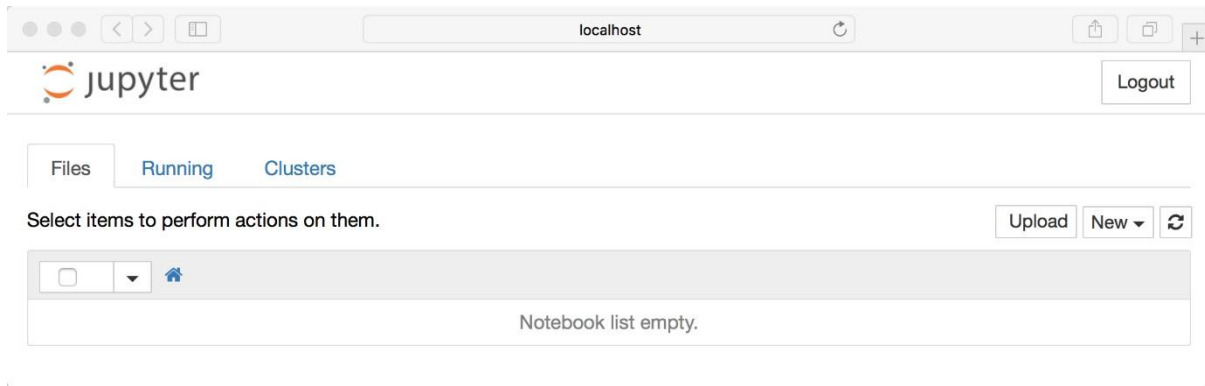 localhost
jupyter
Logout
Files Running Clusters
Select items to perform actions on them.
Upload New
Notebook list empty.